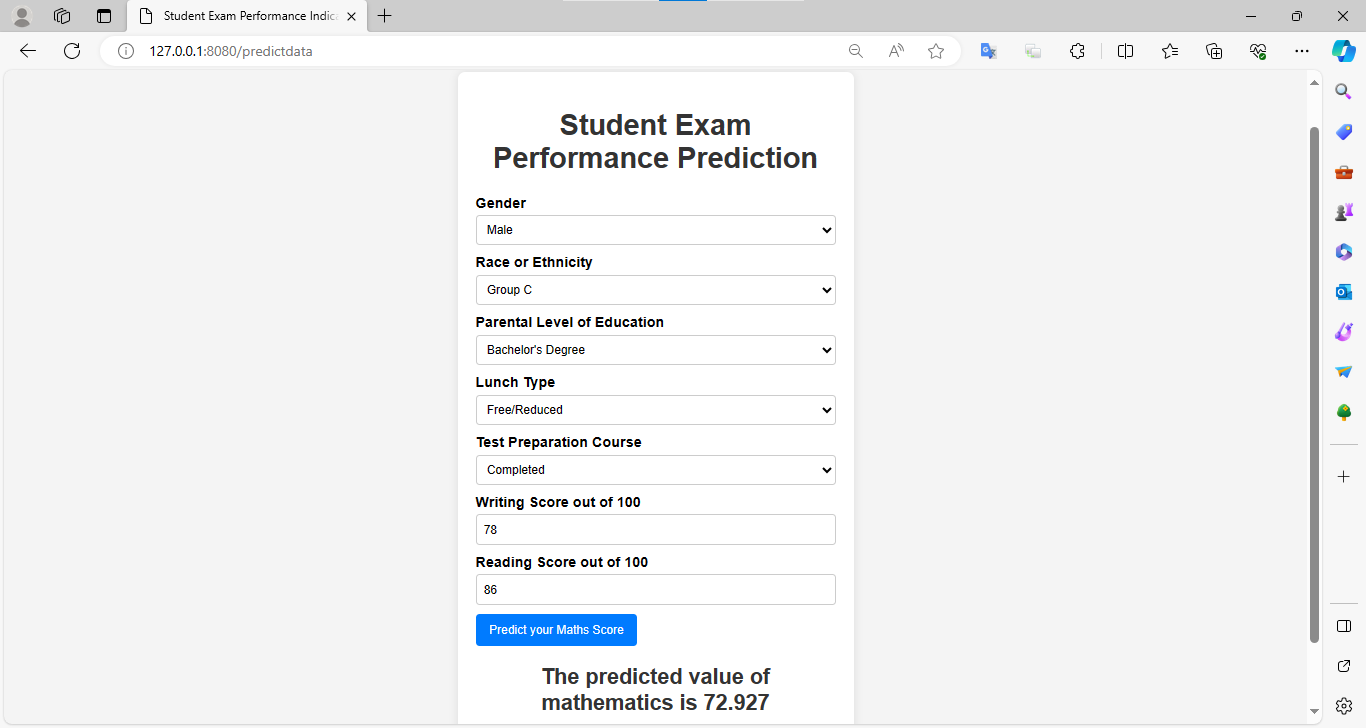 Student Exam Performance Indic
127.0.0.1:8080/predictdata
Student Exam
Performance Prediction
Gender
Male
Race or Ethnicity
Group C
Parental Level of Education
Bachelor's Degree
Lunch Type
Free/Reduced
Test Preparation Course
Completed
Writing Score out of 100
78
Reading Score out of 100
86
Predict your Maths Score
The predicted value of
mathematics is 72.927